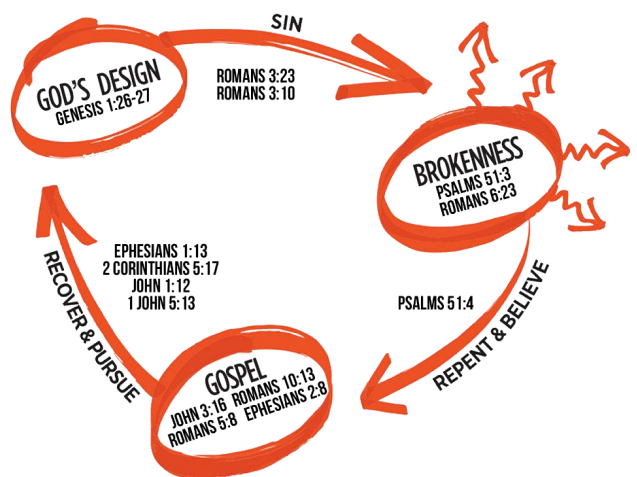 SIN
GOD'S DESIGN
GENESIS 1:26-27
ROMANS 3:23
ROMANS 3:10
BROKENNESS
PSALMS 51:3
ROMANS 6:23
REPENT & BELIEVE
PSALMS 51:4
GOSPEL
JOHN 3:16 ROMANS 10:13
ROMANS 5:8 EPHESIANS 2:8
RECOVER & PURSUE
EPHESIANS 1:13
2 CORINTHIANS 5:17
JOHN 1:12
1 JOHN 5:13